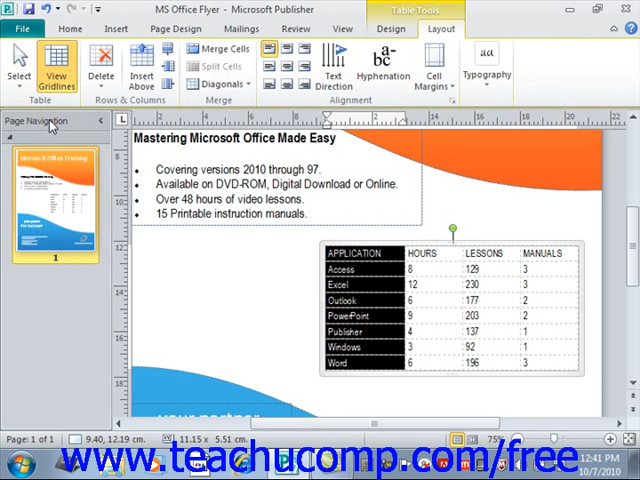 MS Office Flyer - Microsoft Publisher
Table Tools
File Home Insert Page Design Mailings Review View Design Layout
Select
View Gridlines
Delete
Insert Above
Merge Cells
Split Cells
Diagonals
Text Direction
Hyphenation
Cell Margins
Typography
Table Rows & Columns Merge Alignment
Page Navigation
1
Mastering Microsoft Office Made Easy
Covering versions 2010 through 97.
Available on DVD-ROM, Digital Download or Online.
Over 48 hours of video lessons.
15 Printable instruction manuals.
APPLICATION HOURS LESSONS MANUALS
Access 8 129 3
Excel 12 230 3
Outlook 6 177 2
PowerPoint 9 203 2
Publisher 4 137 1
Windows 3 92 1
Word 6 196 3
Page: 1 of 1 9.40, 12.19 cm. 11.15 x 5.51 cm. 75%
www.teachucomp.com/free
12:41 PM
10/7/2010